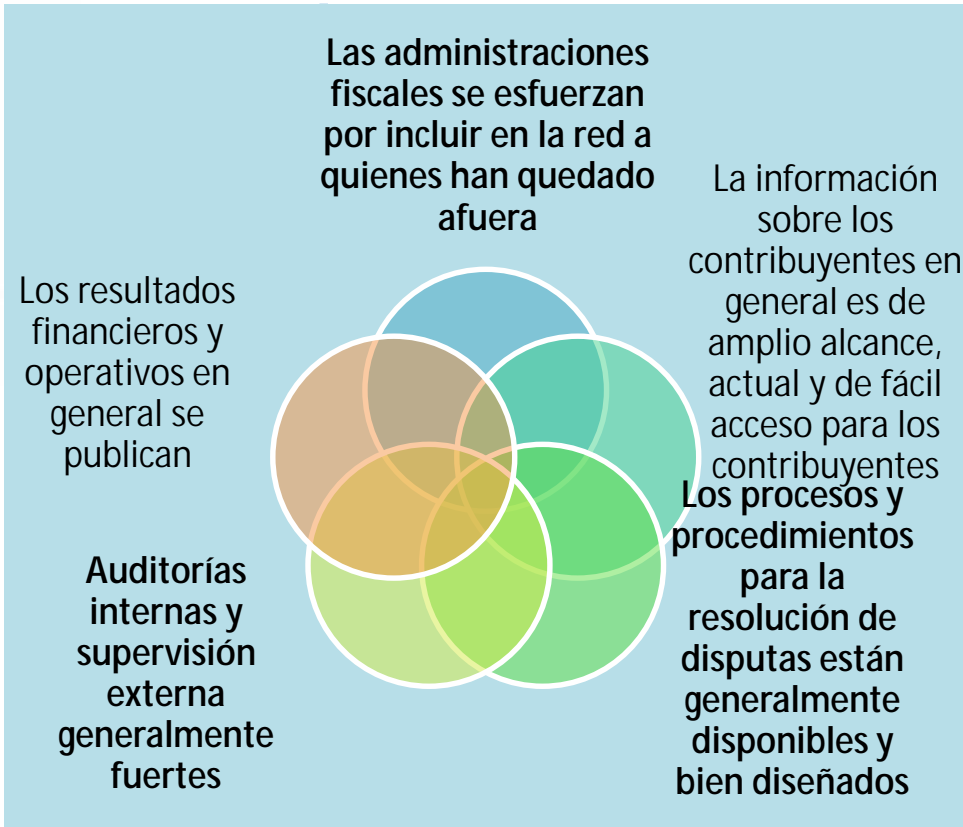 Las administraciones
fiscales se esfuerzan
por incluir en la red a
quienes han quedado
afuera
La información
sobre los
contribuyentes en
general es de
amplio alcance,
actual y de fácil
acceso para los
contribuyentes
Los procesos y
procedimientos
para la
resolución de
disputas están
generalmente
disponibles y
bien diseñados
Auditorías
internas y
supervisión
externa
generalmente
fuertes
Los resultados
financieros y
operativos en
general se
publican